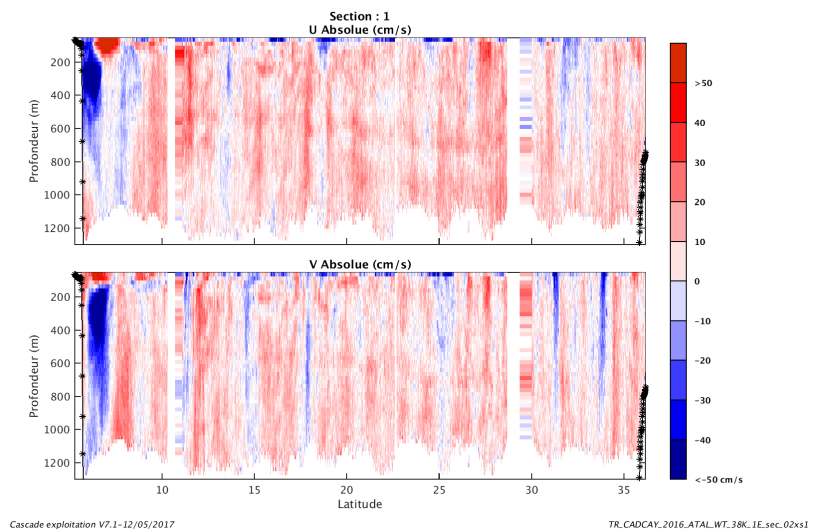 Section : 1
U Absolue (cm/s)
200
400
600
800
1000
1200
Profondeur (m)
V Absolue (cm/s)
200
400
600
800
1000
1200
Profondeur (m)
10 15 20 25 30 35
Latitude
>50
40
30
20
10
0
-10
-20
-30
-40
<-50 cm/s
Cascade exploitation V7.1-12/05/2017
TR_CADCAY_2016_ATAL_WT_38K_1E_sec_02xs1